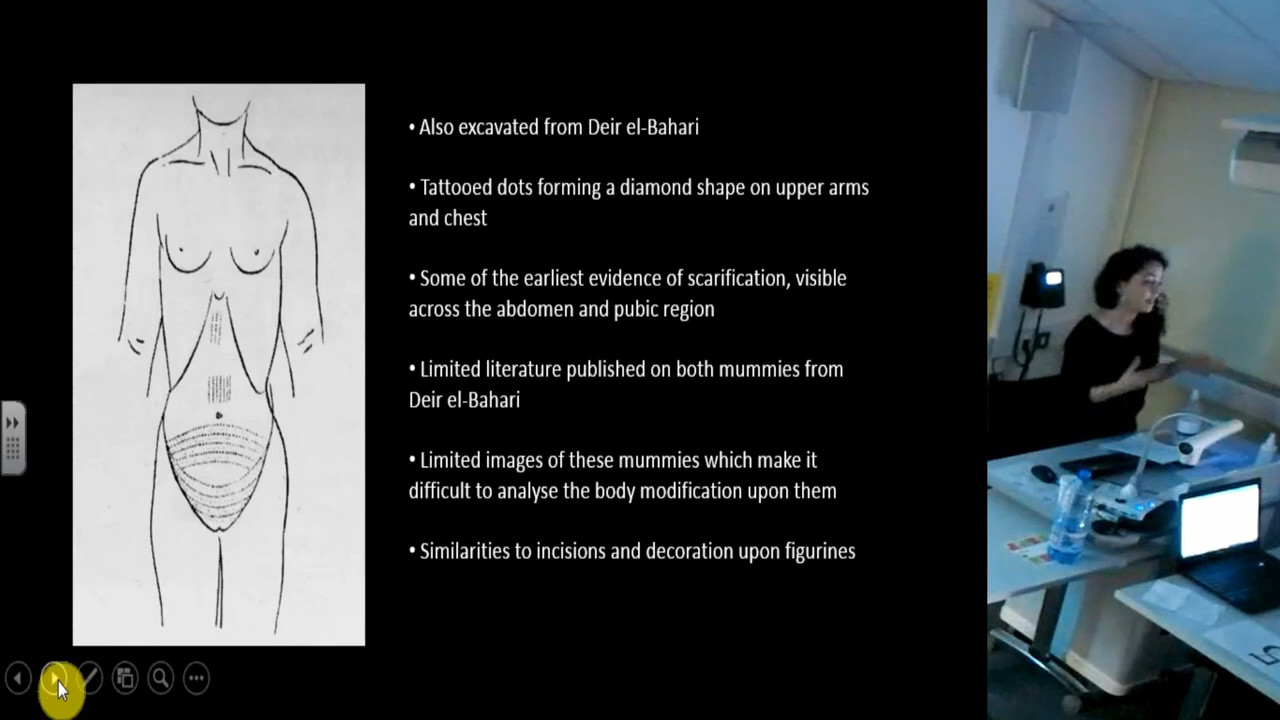 • Also excavated from Deir el-Bahari
• Tattooed dots forming a diamond shape on upper arms
and chest
• Some of the earliest evidence of scarification, visible
across the abdomen and pubic region
• Limited literature published on both mummies from
Deir el-Bahari
• Limited images of these mummies which make it
difficult to analyse the body modification upon them
• Similarities to incisions and decoration upon figurines